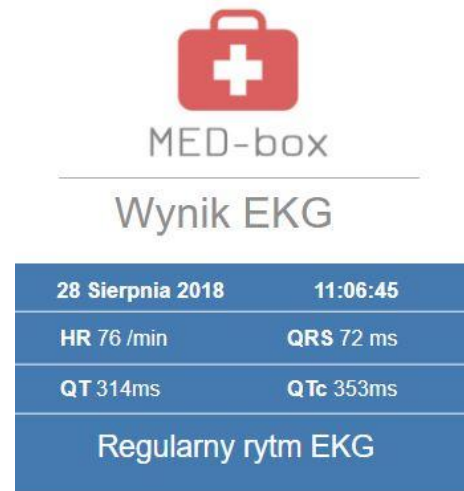 MED-box
Wynik EKG
28 Sierpnia 2018 11:06:45
HR 76 /min QRS 72 ms
QT 314ms QTc 353ms
Regularny rytm EKG